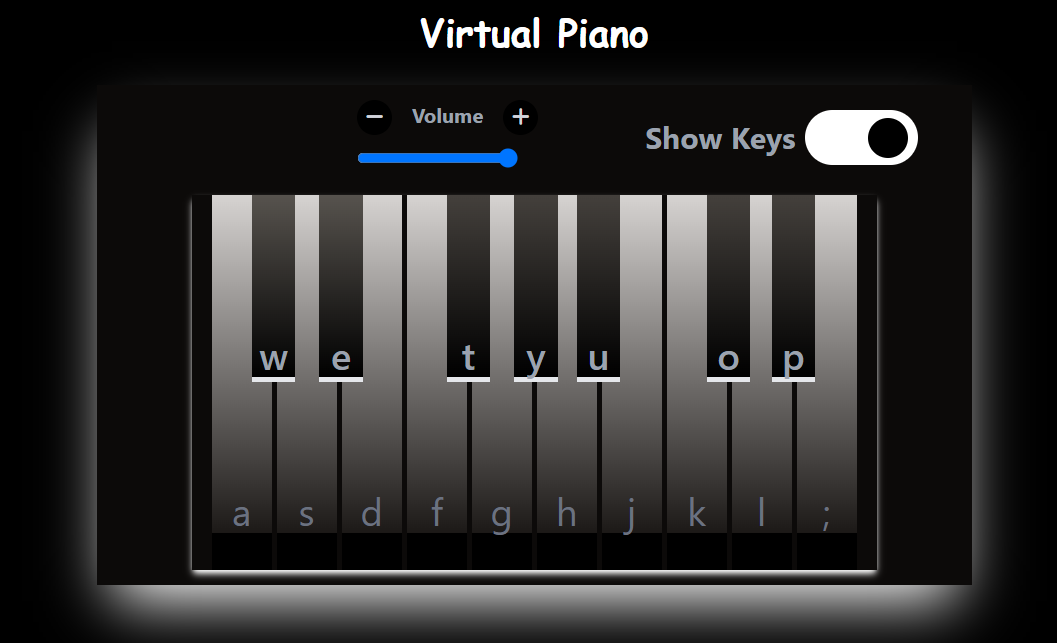 Virtual Piano
− Volume +
Show Keys
w e t y u o p
a s d f g h j k l ;